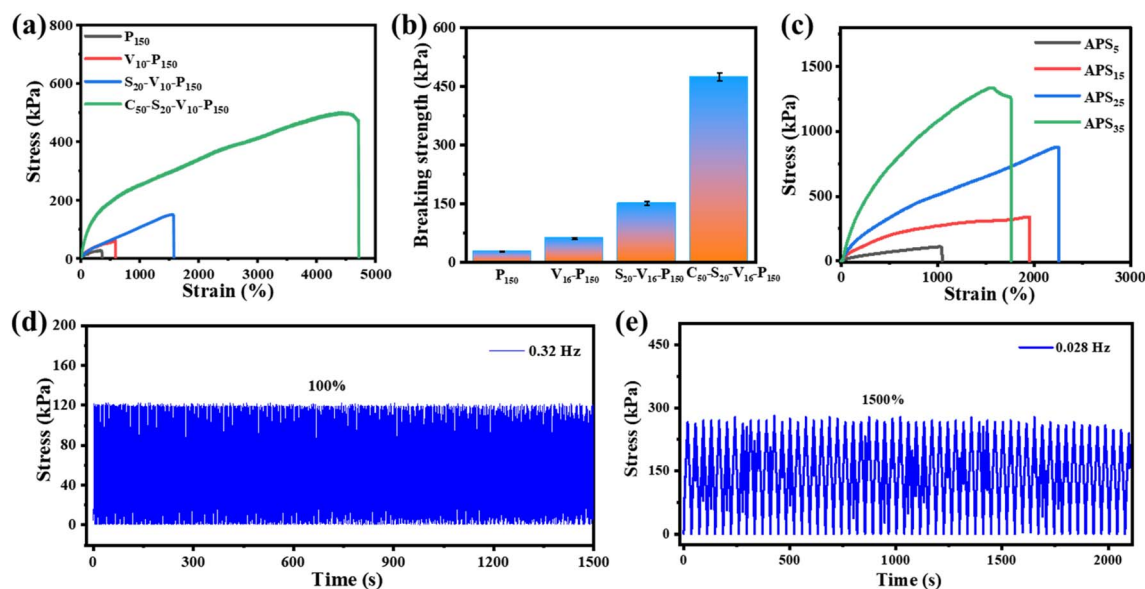 (a)
800
600
400
200
0
Stress (kPa)
P150
V10-P150
S20-V10-P150
C50-S20-V10-P150
0 1000 2000 3000 4000 5000
Strain (%)
(b)
600
450
300
150
0
Breaking strength (kPa)
P150 V16-P150 S20-V16-P150 C50-S20-V16-P150
(c)
1500
1000
500
0
Stress (kPa)
APS5
APS15
APS25
APS35
0 1000 2000 3000
Strain (%)
(d)
200
160
120
80
40
0
Stress (kPa)
0.32 Hz
100%
0 300 600 900 1200 1500
Time (s)
(e)
450
300
150
0
Stress (kPa)
0.028 Hz
1500%
0 500 1000 1500 2000
Time (s)